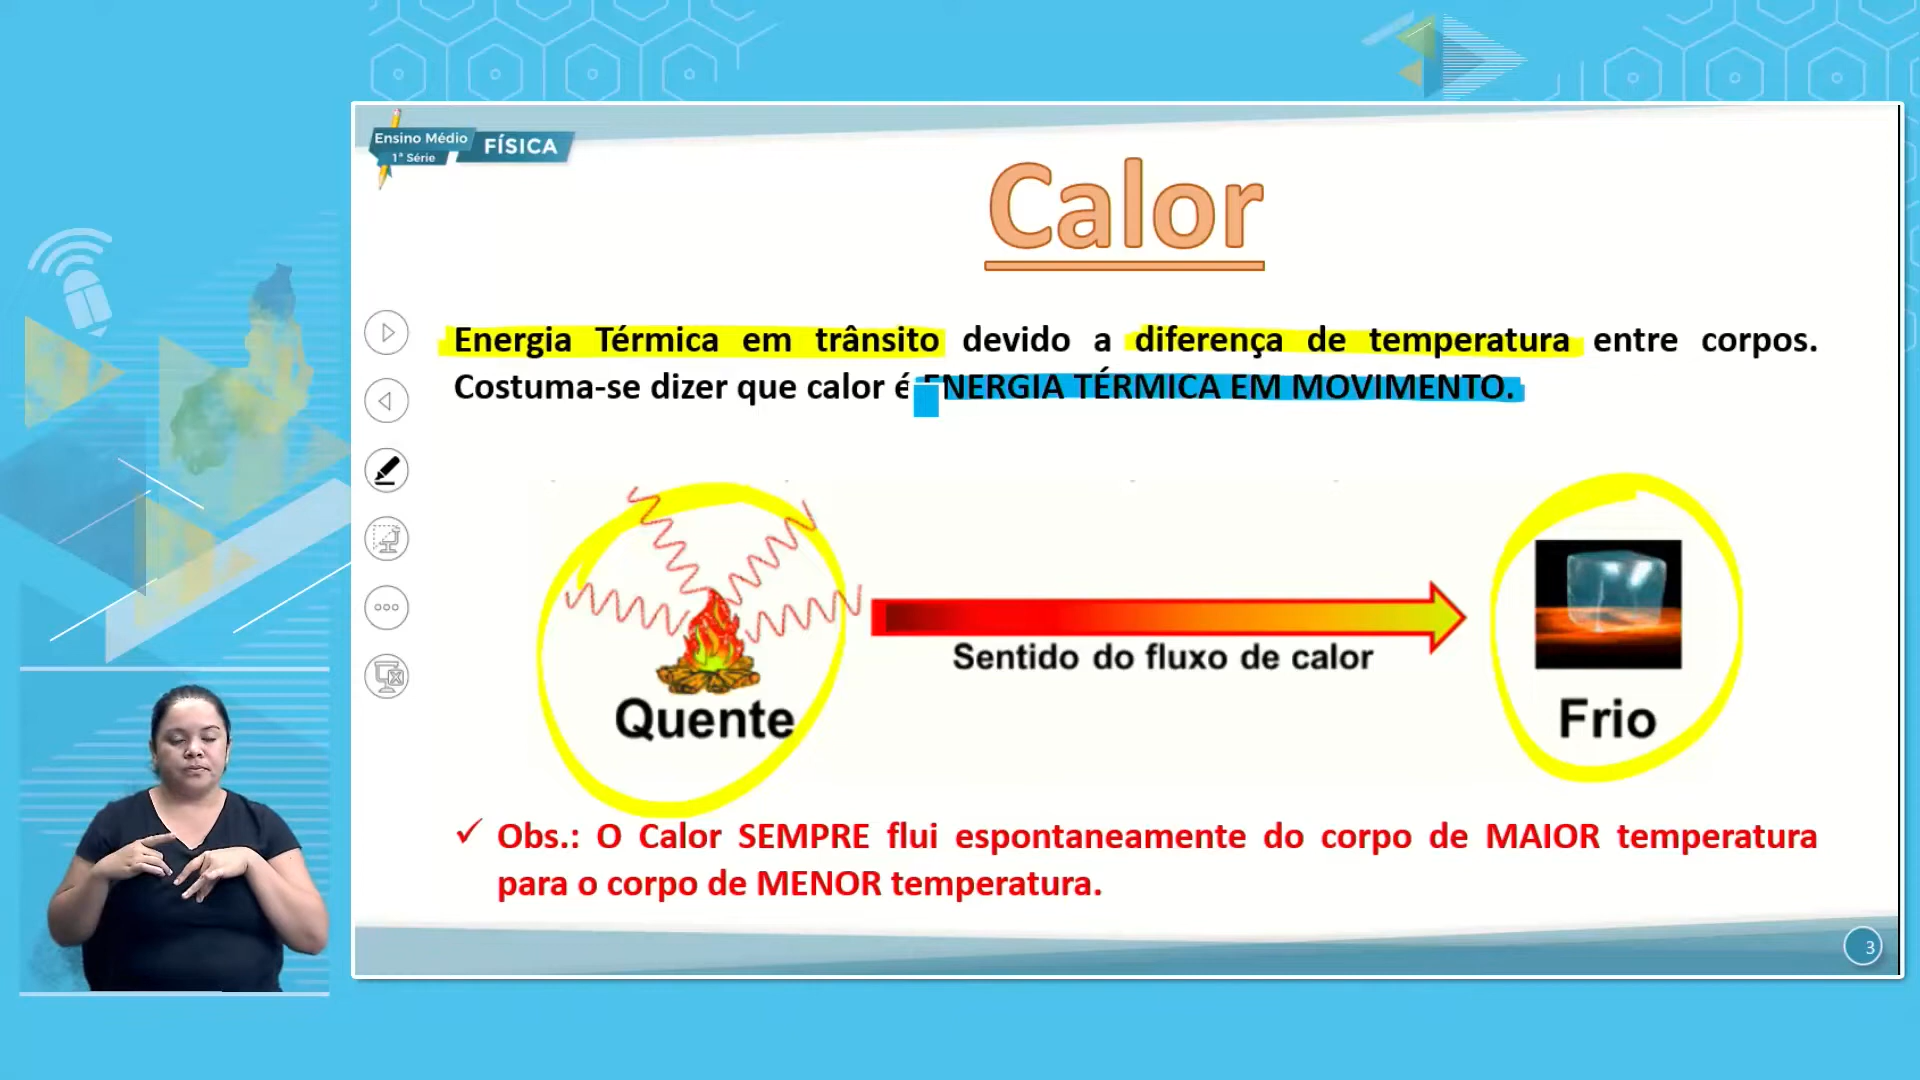 Ensino Médio
1ª Série
FÍSICA
Calor
Energia Térmica em trânsito devido a diferença de temperatura entre corpos.
Costuma-se dizer que calor é ENERGIA TÉRMICA EM MOVIMENTO.
Sentido do fluxo de calor
Quente
Frio
✓ Obs.: O Calor SEMPRE flui espontaneamente do corpo de MAIOR temperatura
para o corpo de MENOR temperatura.
3